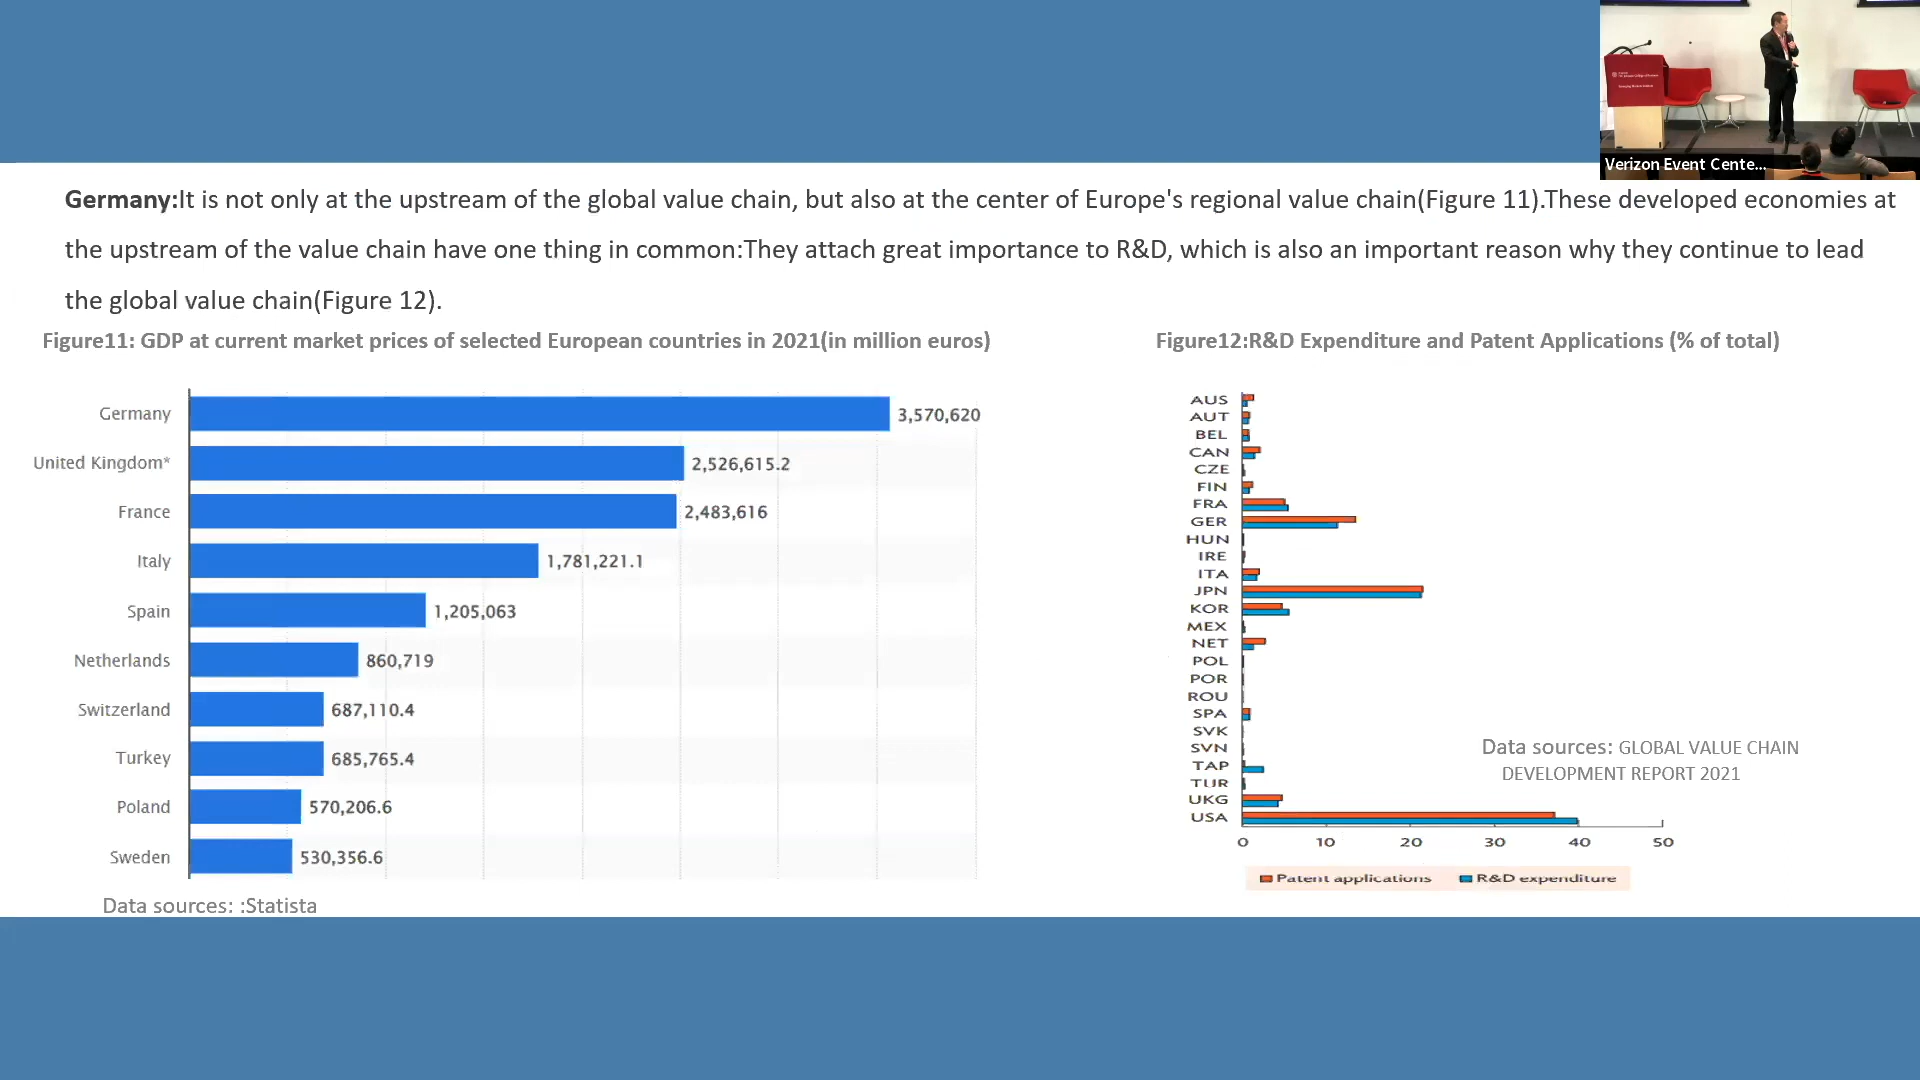 Verizon Event Cente...
Germany:It is not only at the upstream of the global value chain, but also at the center of Europe's regional value chain(Figure 11).These developed economies at
the upstream of the value chain have one thing in common:They attach great importance to R&D, which is also an important reason why they continue to lead
the global value chain(Figure 12).
Figure11: GDP at current market prices of selected European countries in 2021(in million euros)
Germany 3,570,620
United Kingdom* 2,526,615.2
France 2,483,616
Italy 1,781,221.1
Spain 1,205,063
Netherlands 860,719
Switzerland 687,110.4
Turkey 685,765.4
Poland 570,206.6
Sweden 530,356.6
Data sources: :Statista
Figure12:R&D Expenditure and Patent Applications (% of total)
AUS
AUT
BEL
CAN
CZE
FIN
FRA
GER
HUN
IRE
ITA
JPN
KOR
MEX
NET
POL
POR
ROU
SPA
SVK
SVN
TAP
TUR
UKG
USA
0 10 20 30 40 50
Patent applications R&D expenditure
Data sources: GLOBAL VALUE CHAIN
DEVELOPMENT REPORT 2021